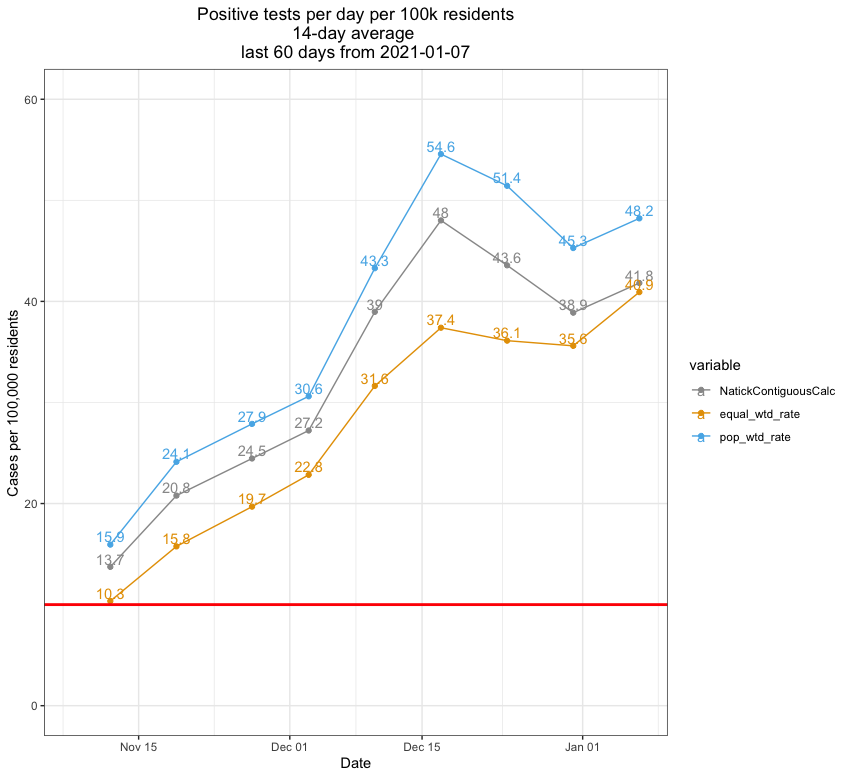 Positive tests per day per 100k residents
14-day average
last 60 days from 2021-01-07
Cases per 100,000 residents
60
40
20
0
54.6
51.4
48
48.2
45.3
43.3
43.6
41.8
40.9
39
38.9
37.4
36.1
35.6
31.6
30.6
27.9
27.2
24.1
24.5
22.8
20.8
19.7
15.9
15.8
13.7
10.3
Nov 15
Dec 01
Dec 15
Jan 01
Date
variable
a NatickContiguousCalc
a equal_wtd_rate
a pop_wtd_rate